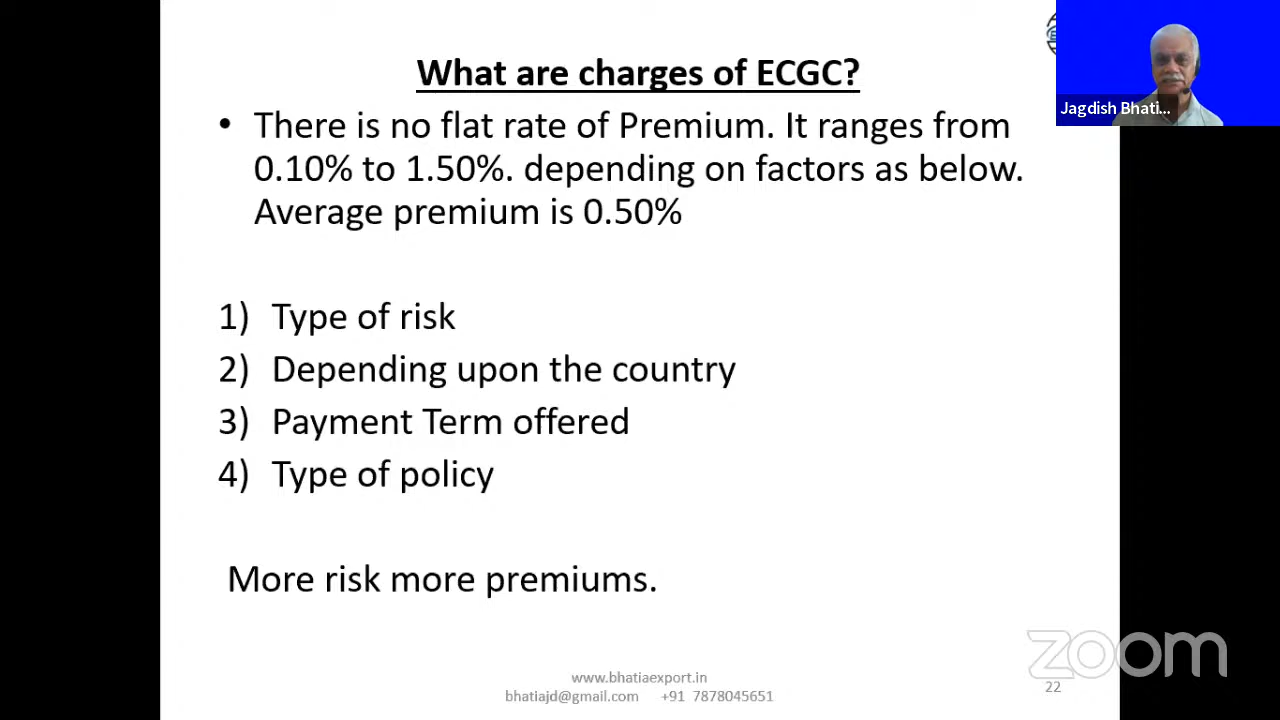 What are charges of ECGC?
• There is no flat rate of Premium. It ranges from
0.10% to 1.50%. depending on factors as below.
Average premium is 0.50%
1) Type of risk
2) Depending upon the country
3) Payment Term offered
4) Type of policy
More risk more premiums.
www.bhatiaexport.in
bhatiajd@gmail.com +91 7878045651
22
zoom
Jagdish Bhati...